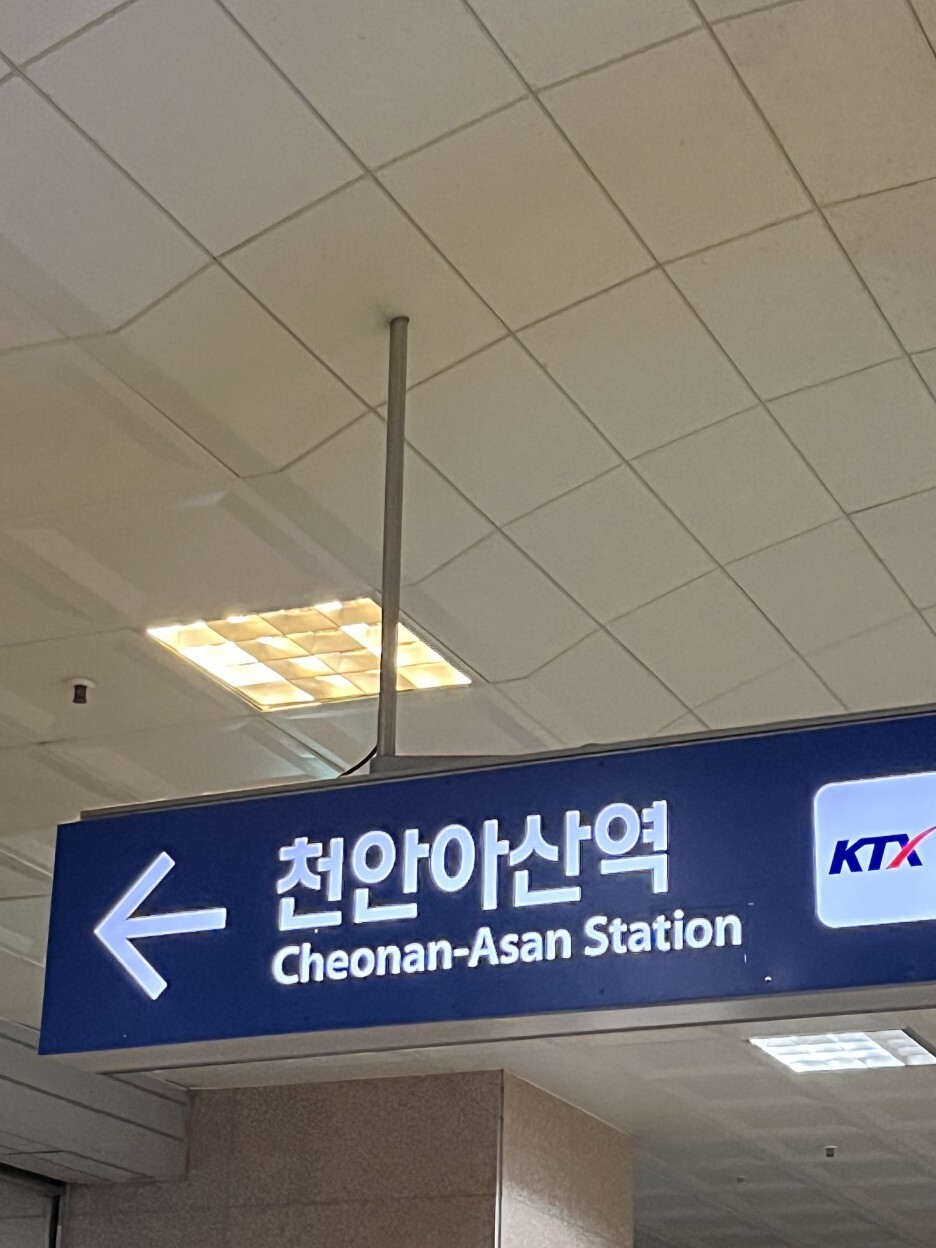 천안아산역
Cheonan-Asan Station
KTX